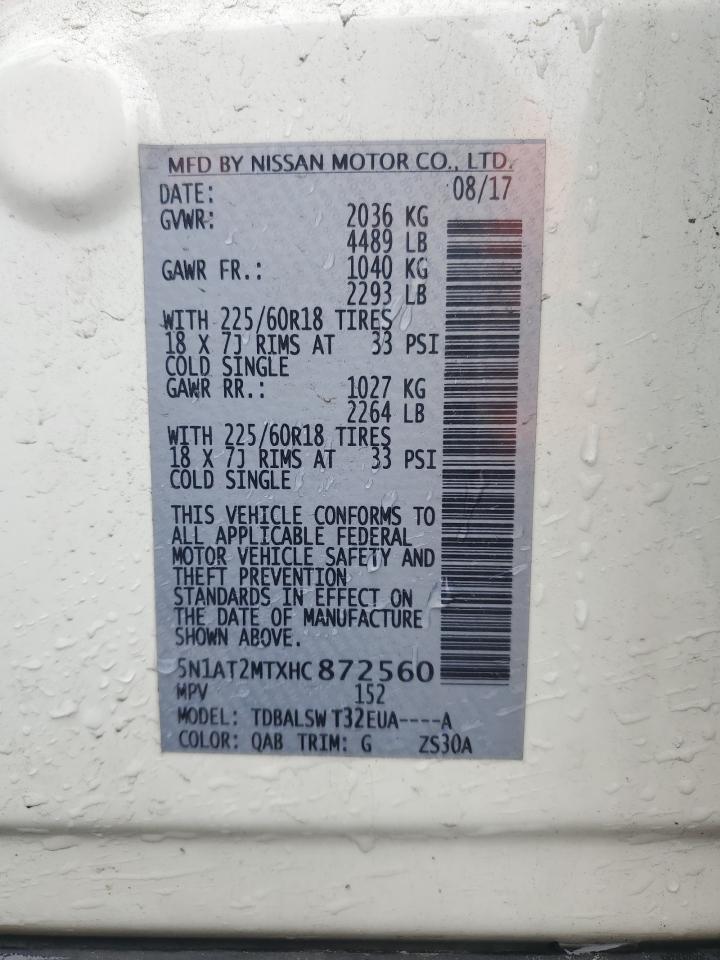 MFD BY NISSAN MOTOR CO., LTD.
DATE: 08/17
GVWR: 2036 KG
4489 LB
GAWR FR.: 1040 KG
2293 LB
WITH 225/60R18 TIRES
18 X 7J RIMS AT 33 PSI
COLD SINGLE
GAWR RR.: 1027 KG
2264 LB
WITH 225/60R18 TIRES
18 X 7J RIMS AT 33 PSI
COLD SINGLE
THIS VEHICLE CONFORMS TO
ALL APPLICABLE FEDERAL
MOTOR VEHICLE SAFETY AND
THEFT PREVENTION
STANDARDS IN EFFECT ON
THE DATE OF MANUFACTURE
SHOWN ABOVE.
5N1AT2MTXHC872560
MPV 152
MODEL: TDBALSW T32EUA----A
COLOR: QAB TRIM: G ZS30A